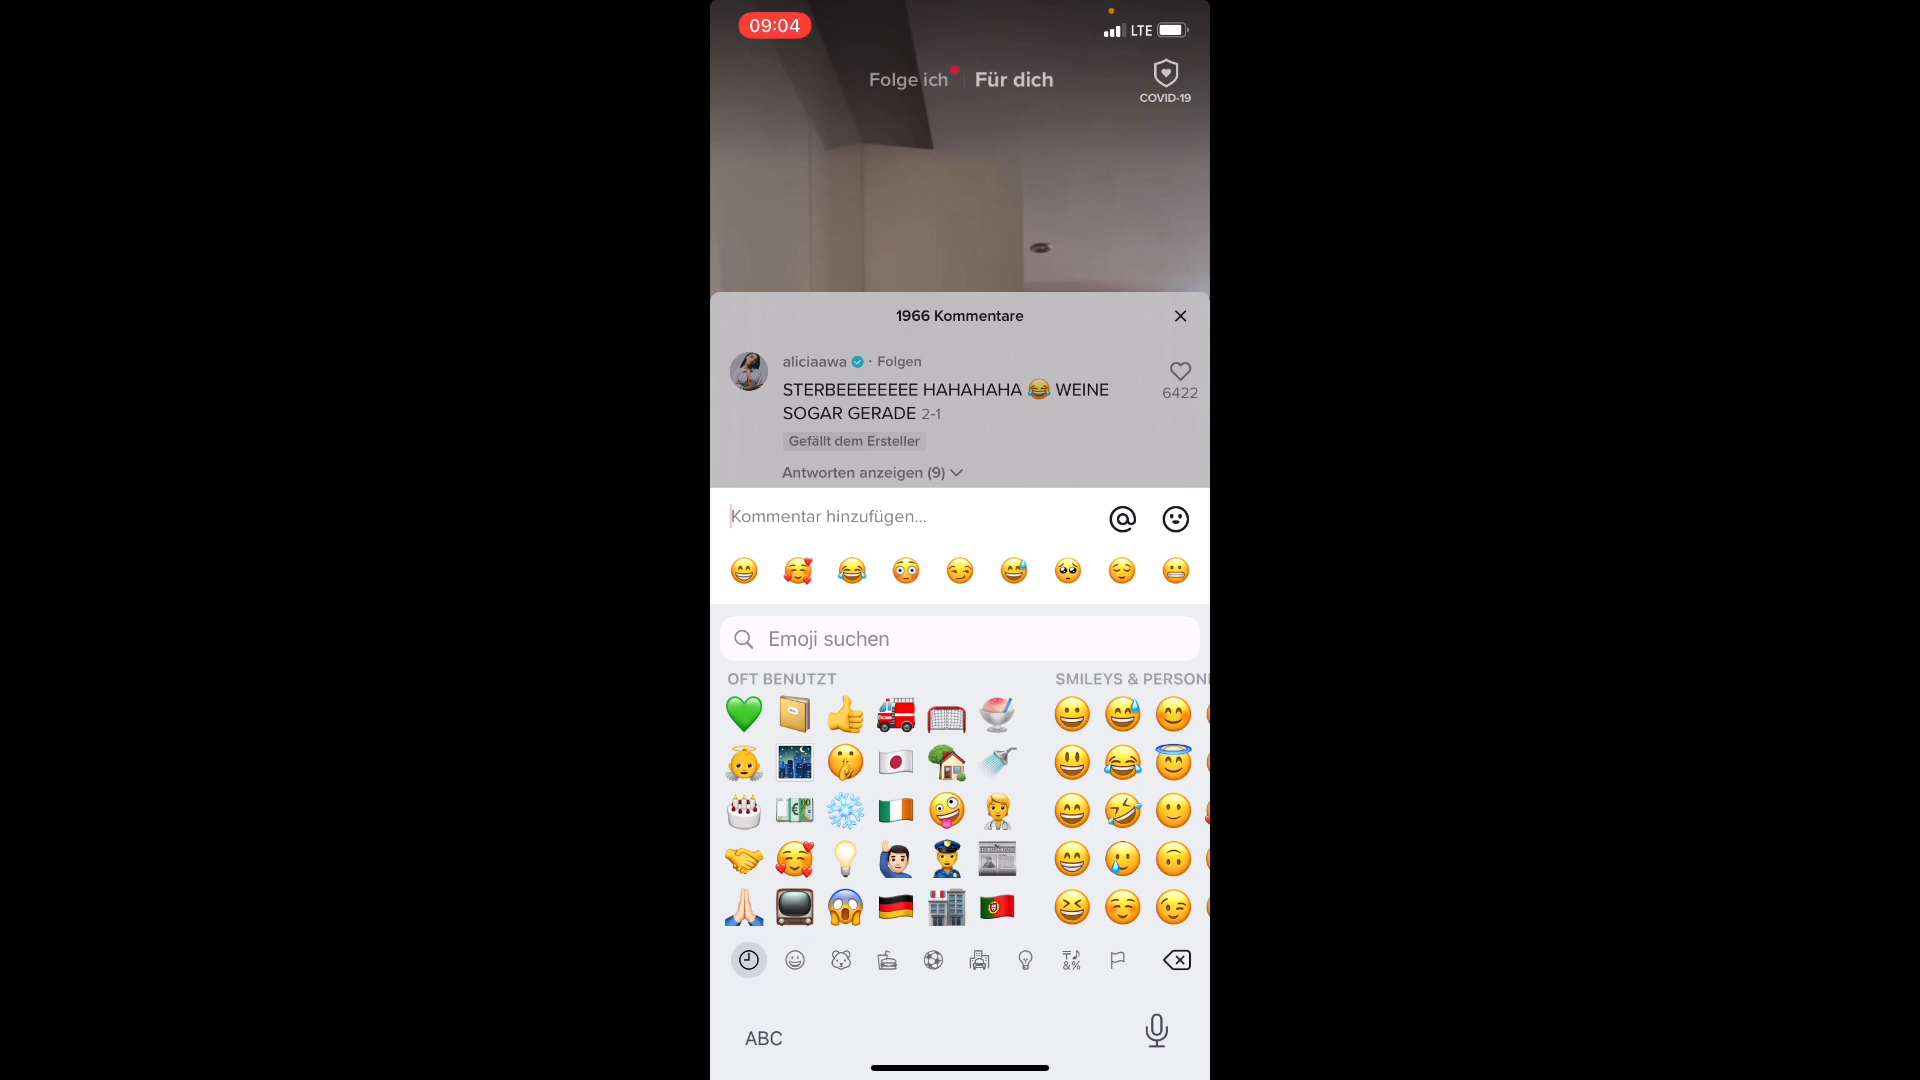 09:04
LTE
Folge ich
Für dich
COVID-19
1966 Kommentare
aliciaawa · Folgen
STERBEEEEEEEE HAHAHAHA 😂 WEINE
SOGAR GERADE 2-1
6422
Gefällt dem Ersteller
Antworten anzeigen (9)
Kommentar hinzufügen...
Emoji suchen
OFT BENUTZT
SMILEYS & PERSON
ABC